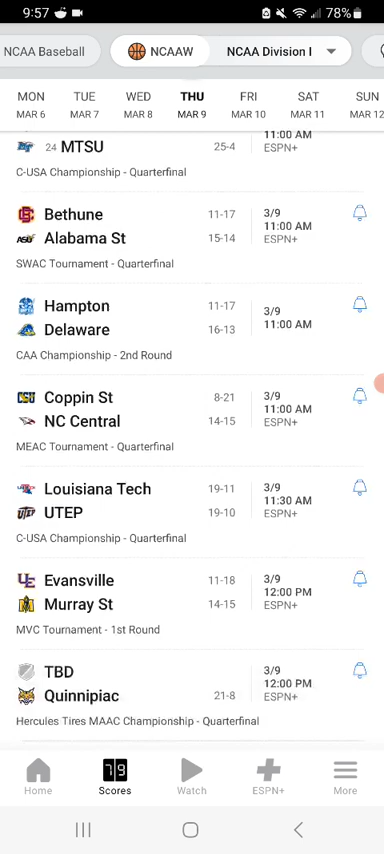 9:57 78%
NCAA Baseball NCAAW NCAA Division I
MON TUE WED THU FRI SAT SUN
MAR 6 MAR 7 MAR 8 MAR 9 MAR 10 MAR 11 MAR 12
11:00 AM
24 MTSU 25-4 ESPN+
C-USA Championship - Quarterfinal
Bethune 11-17 3/9
11:00 AM
Alabama St 15-14 ESPN+
SWAC Tournament - Quarterfinal
Hampton 11-17 3/9
Delaware 16-13 11:00 AM
CAA Championship - 2nd Round
Coppin St 8-21 3/9
11:00 AM
NC Central 14-15 ESPN+
MEAC Tournament - Quarterfinal
Louisiana Tech 19-11 3/9
11:30 AM
UTEP 19-10 ESPN+
C-USA Championship - Quarterfinal
Evansville 11-18 3/9
12:00 PM
Murray St 14-15 ESPN+
MVC Tournament - 1st Round
TBD 3/9
12:00 PM
Quinnipiac 21-8 ESPN+
Hercules Tires MAAC Championship - Quarterfinal
Home Scores Watch ESPN+ More